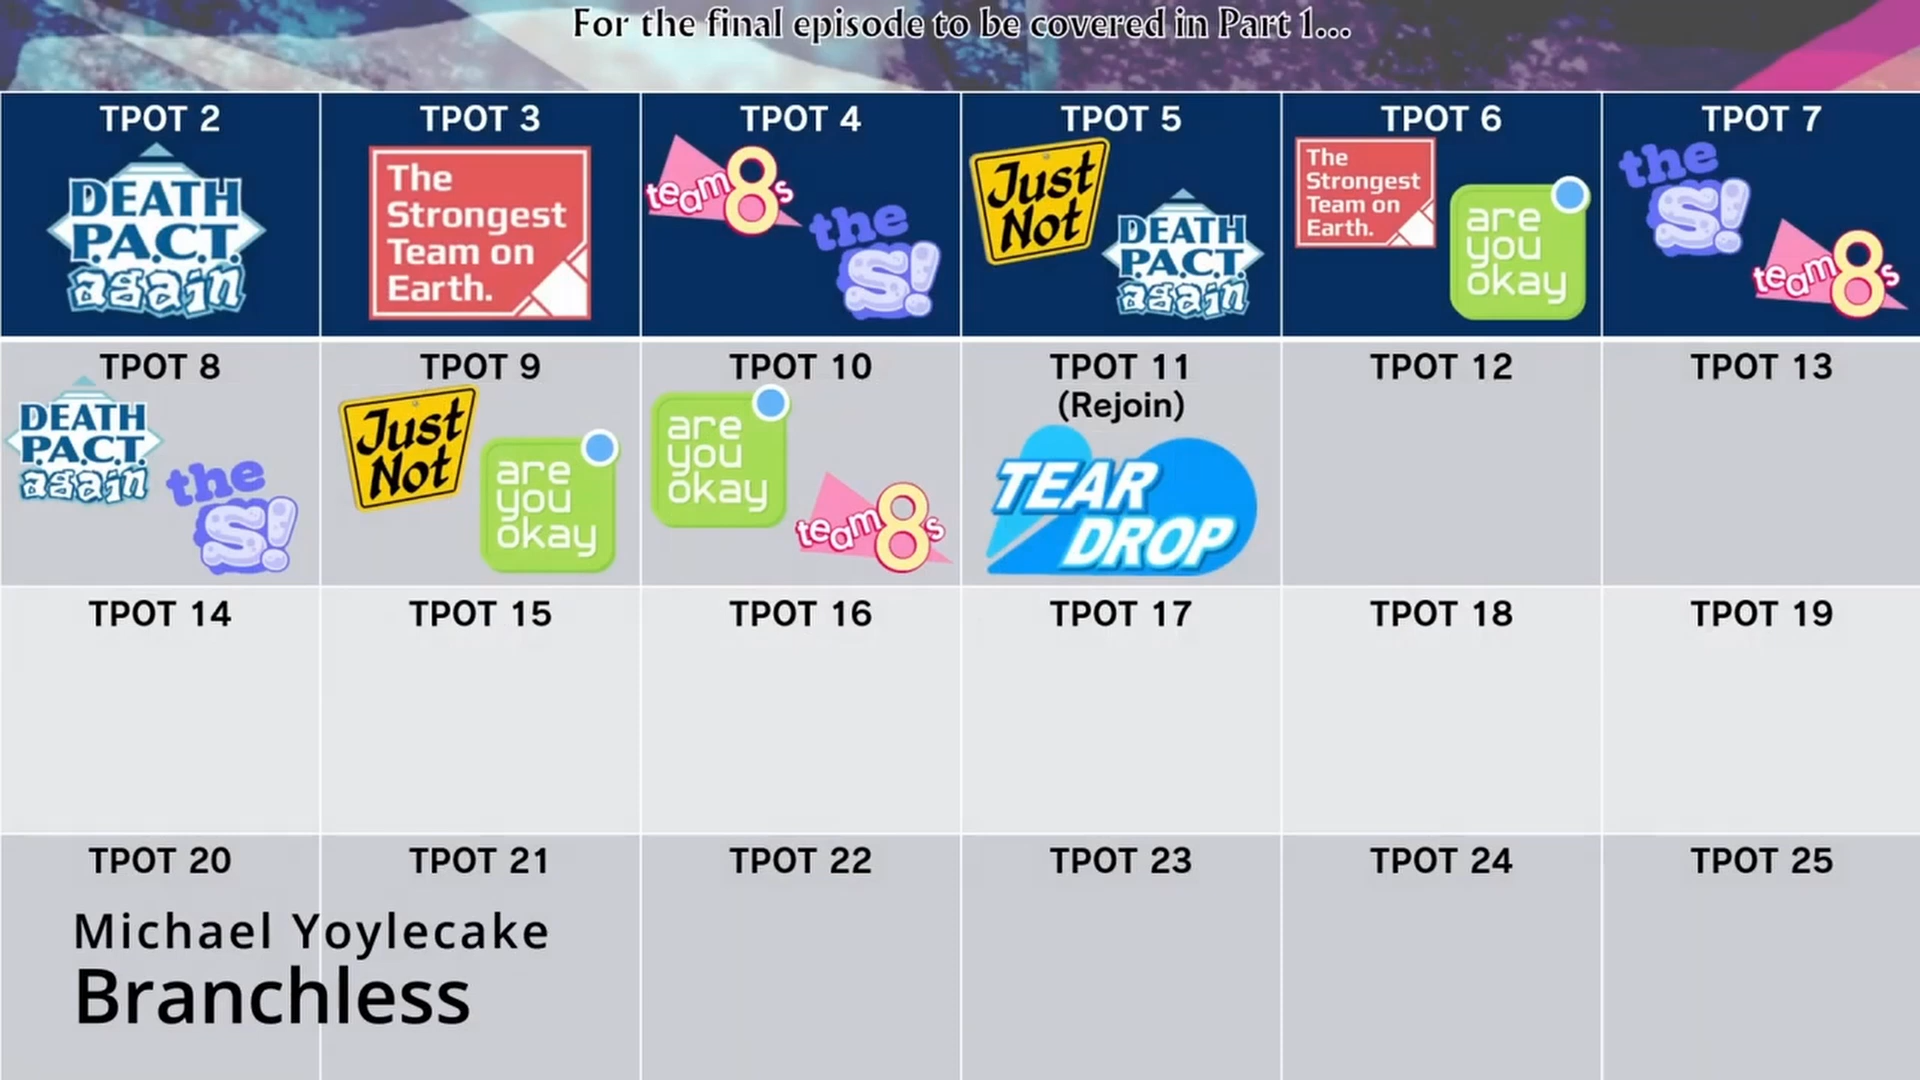 For the final episode to be covered in Part 1...
TPOT 2
DEATH
P.A.C.T.
again
TPOT 3
The
Strongest
Team on
Earth.
TPOT 4
team8s
the
S!
TPOT 5
Just
Not
DEATH
P.A.C.T.
again
TPOT 6
The
Strongest
Team on
Earth.
are
you
okay
TPOT 7
the
S!
team8s
TPOT 8
DEATH
P.A.C.T.
again
the
S!
TPOT 9
Just
Not
are
you
okay
TPOT 10
are
you
okay
team8s
TPOT 11
(Rejoin)
TEAR
DROP
TPOT 12
TPOT 13
TPOT 14
TPOT 15
TPOT 16
TPOT 17
TPOT 18
TPOT 19
TPOT 20
TPOT 21
TPOT 22
TPOT 23
TPOT 24
TPOT 25
Michael Yoylecake
Branchless